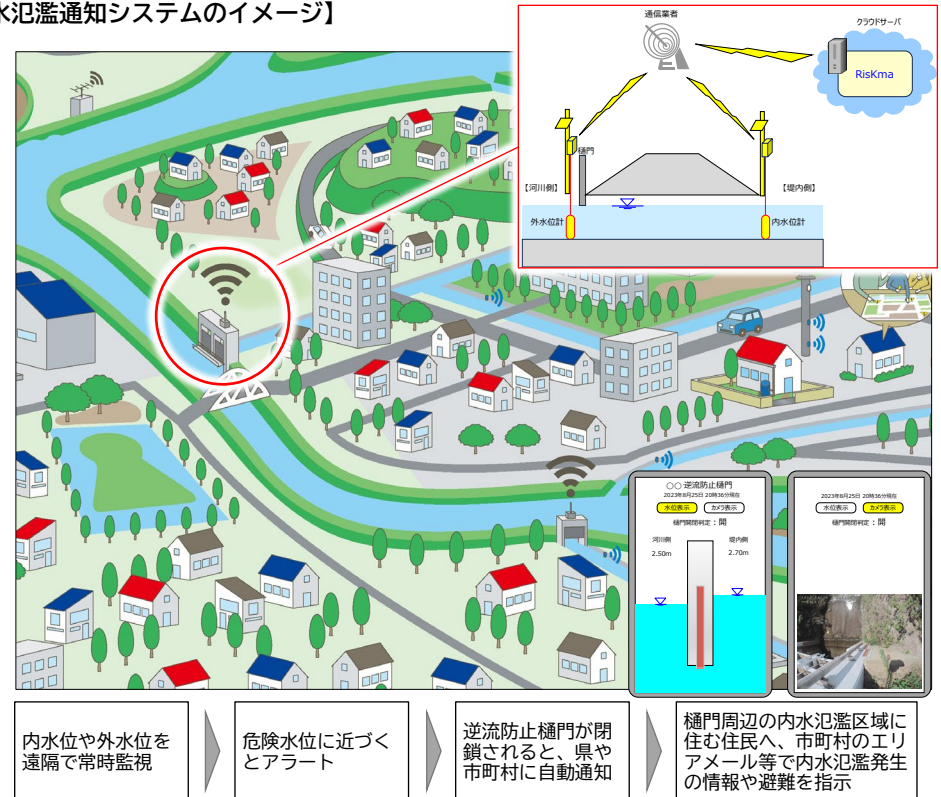 水氾濫通知システムのイメージ】
通信業者
クラウドサーバ
RisKma
樋門
【河川側】
【堤内側】
外水位計
内水位計
○○逆流防止樋門
2023年8月25日 20時36分現在
水位表示 カメラ表示
樋門開閉判定：開
河川側 堤内側
2.50m 2.70m
2023年8月25日 20時36分現在
水位表示 カメラ表示
樋門開閉判定：開
内水位や外水位を
遠隔で常時監視
危険水位に近づく
とアラート
逆流防止樋門が閉
鎖されると、県や
市町村に自動通知
樋門周辺の内水氾濫区域に
住む住民へ、市町村のエリ
アメール等で内水氾濫発生
の情報や避難を指示